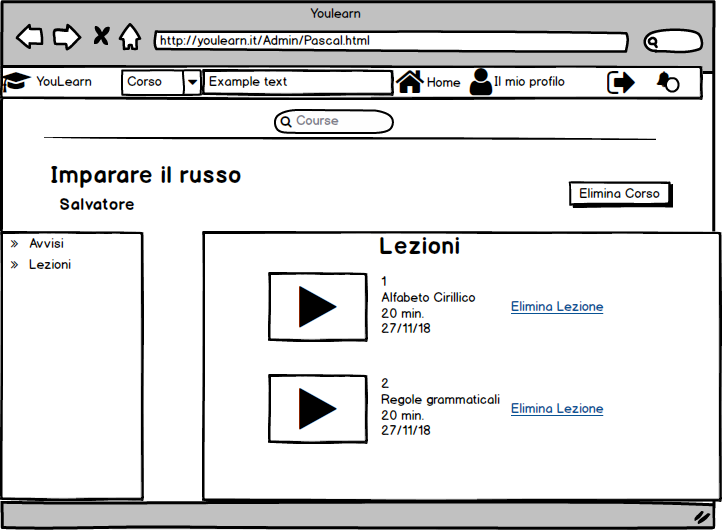 Youlearn
http://youlearn.it/Admin/Pascal.html
YouLearn Corso Example text Home Il mio profilo
Course
Imparare il russo
Salvatore
Elimina Corso
Avvisi
Lezioni
Lezioni
1
Alfabeto Cirillico
20 min.
27/11/18
Elimina Lezione
2
Regole grammaticali
20 min.
27/11/18
Elimina Lezione